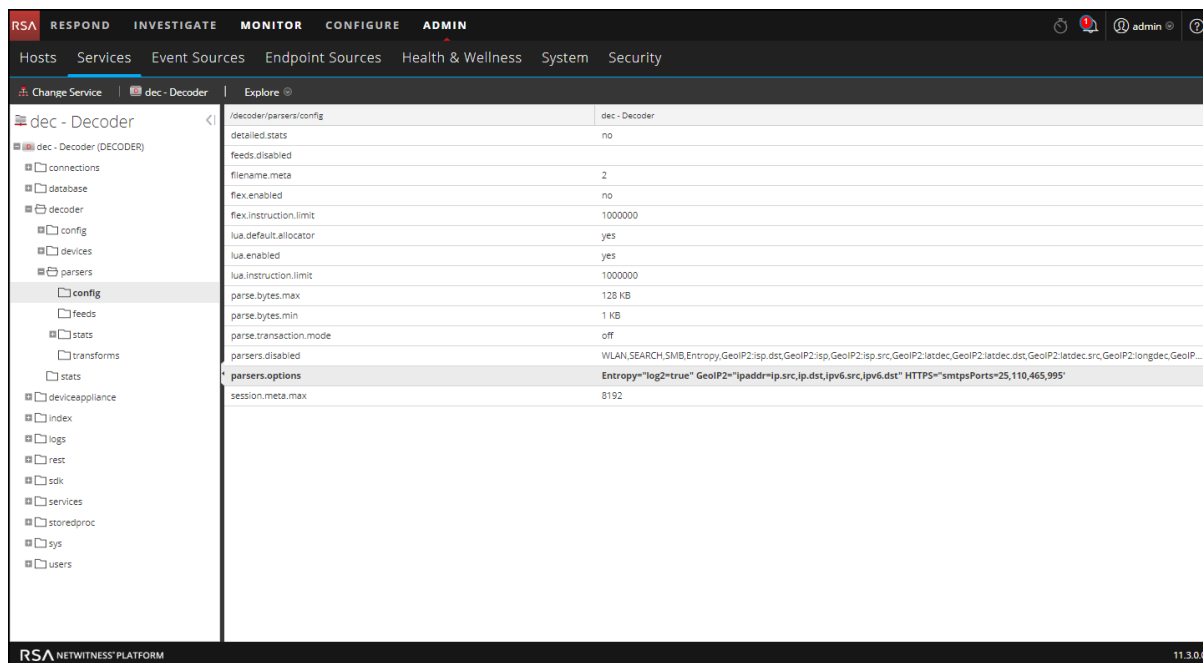 RSA RESPOND INVESTIGATE MONITOR CONFIGURE ADMIN 1 admin
Hosts Services Event Sources Endpoint Sources Health & Wellness System Security
Change Service dec - Decoder Explore
dec - Decoder
dec - Decoder (DECODER)
connections
database
decoder
config
devices
parsers
config
feeds
stats
transforms
stats
deviceappliance
index
logs
rest
sdk
services
storedproc
sys
users
/decoder/parsers/config dec - Decoder
detailed.stats no
feeds.disabled
filename.meta 2
flex.enabled no
flex.instruction.limit 1000000
lua.default.allocator yes
lua.enabled yes
lua.instruction.limit 1000000
parse.bytes.max 128 KB
parse.bytes.min 1 KB
parse.transaction.mode off
parsers.disabled WLAN,SEARCH,SMB,Entropy,GeoIP2:isp.dst,GeoIP2:isp,GeoIP2:isp.src,GeoIP2:latdec,GeoIP2:latdec.dst,GeoIP2:latdec.src,GeoIP2:longdec,GeoIP...
parsers.options Entropy="log2=true" GeoIP2="ipaddr=ip.src,ip.dst,ipv6.src,ipv6.dst" HTTPS="smtpsPorts=25,110,465,995'
session.meta.max 8192
RSA NETWITNESS® PLATFORM 11.3.0.